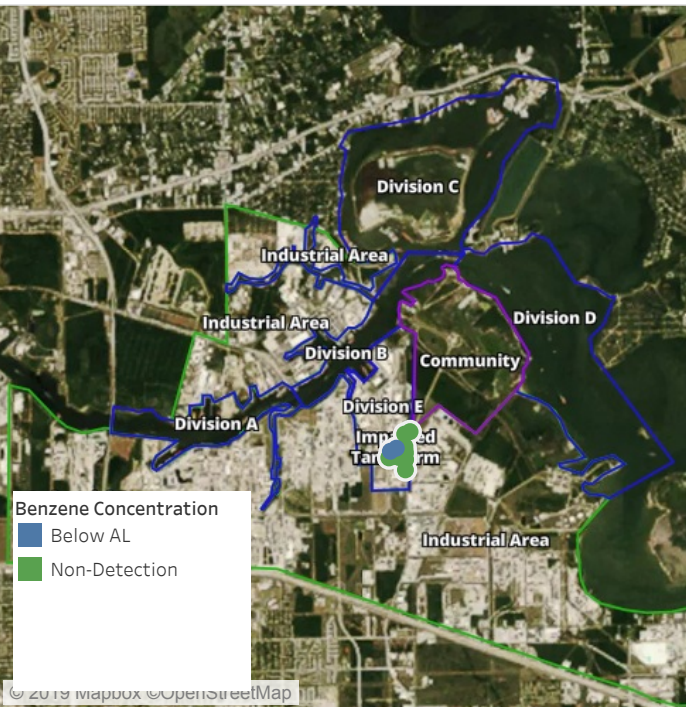 Division C
Industrial Area
Division D
Industrial Area
Division B
Community
Division E
Division A
Industrial Area
Benzene Concentration
Below AL
Non-Detection
© 2019 Mapbox ©OpenStreetMap